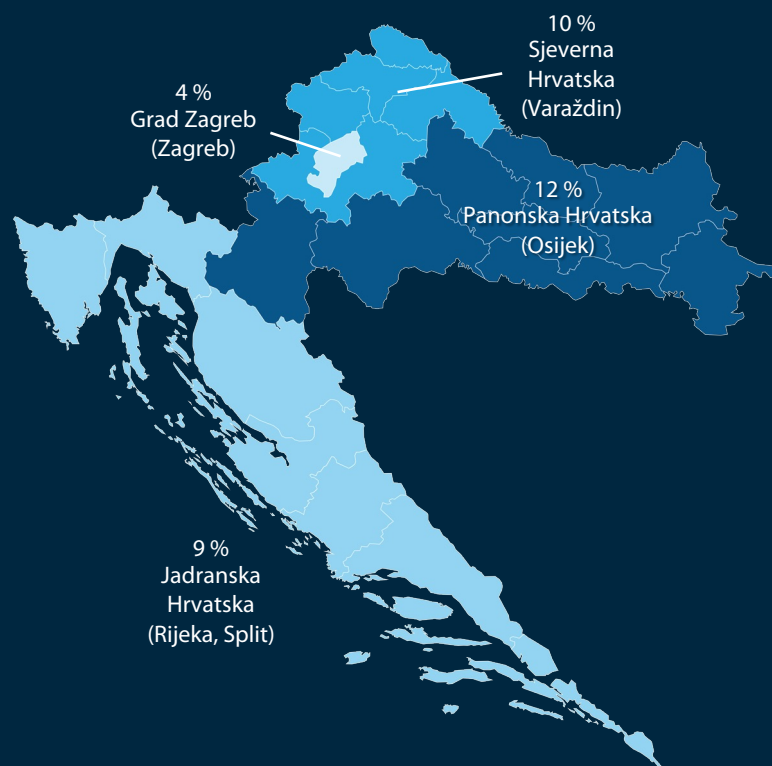 10 %
Sjeverna
Hrvatska
(Varaždin)
4 %
Grad Zagreb
(Zagreb)
12 %
Panonska Hrvatska
(Osijek)
9 %
Jadranska
Hrvatska
(Rijeka, Split)